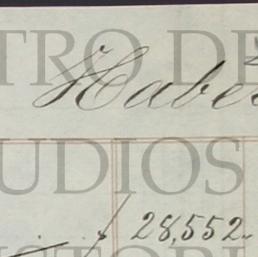 TRO DE
Habe
UDIOS
28,552